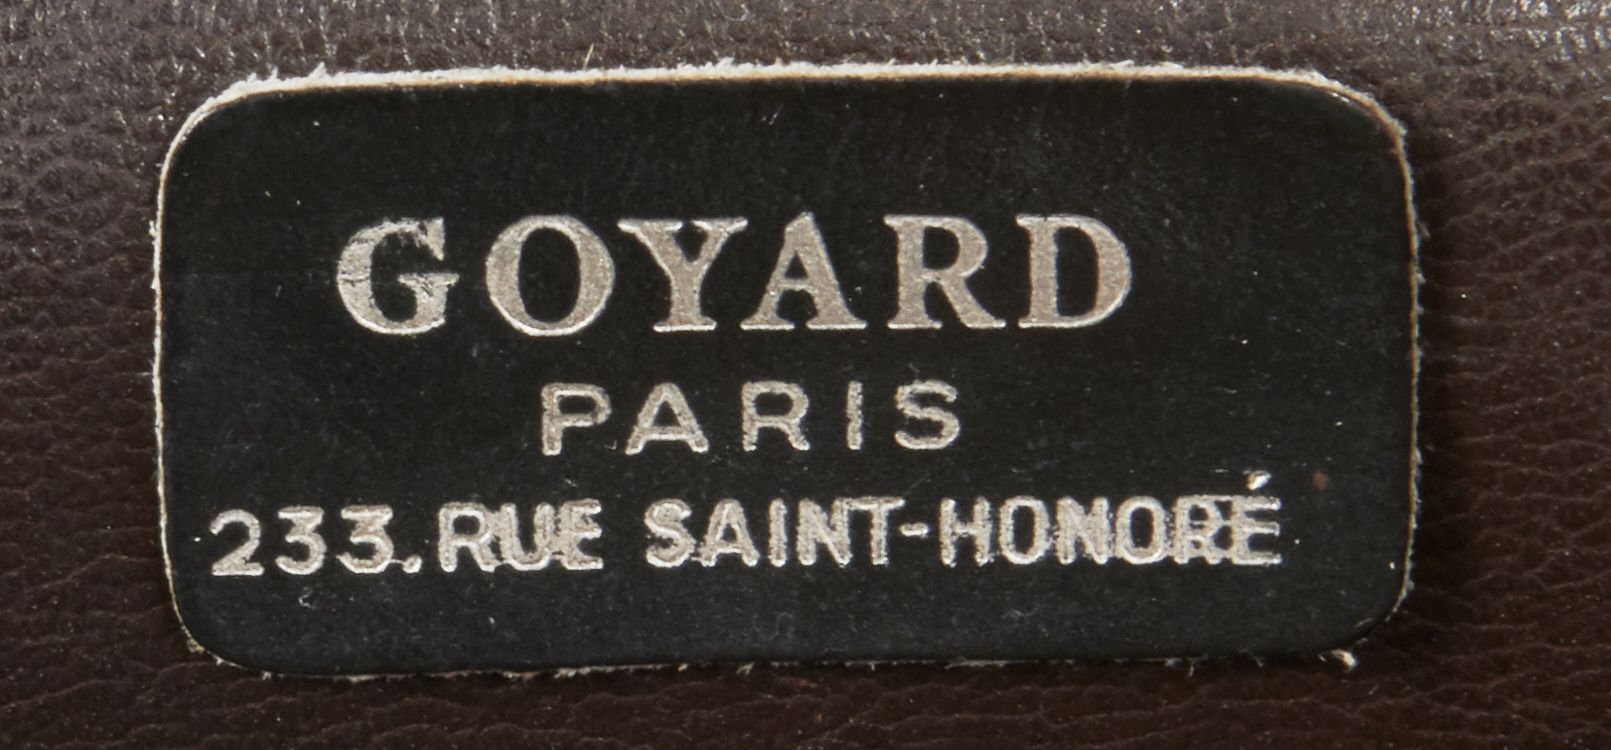 GOYARD
PARIS
233. RUE SAINT-HONORÉ